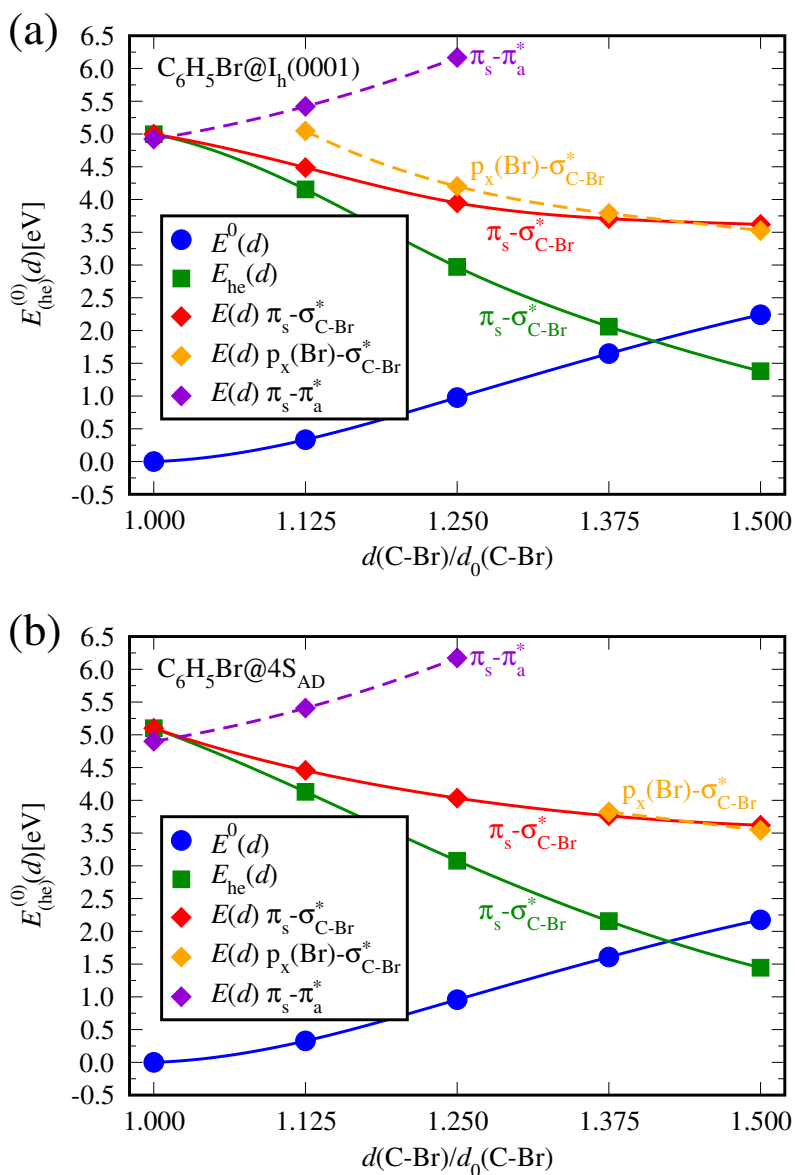 (a)
6.5
6.0
5.5
5.0
4.5
4.0
3.5
3.0
2.5
2.0
1.5
1.0
0.5
0.0
-0.5
E₍ₕₑ₎⁽⁰⁾(d)[eV]
C₆H₅Br@Iₕ(0001)
πₛ-πₐ*
pₓ(Br)-σ*C-Br
πₛ-σ*C-Br
πₛ-σ*C-Br
E⁰(d)
Eₕₑ(d)
E(d) πₛ-σ*C-Br
E(d) pₓ(Br)-σ*C-Br
E(d) πₛ-πₐ*
1.000 1.125 1.250 1.375 1.500
d(C-Br)/d₀(C-Br)
(b)
6.5
6.0
5.5
5.0
4.5
4.0
3.5
3.0
2.5
2.0
1.5
1.0
0.5
0.0
-0.5
E₍ₕₑ₎⁽⁰⁾(d)[eV]
C₆H₅Br@4S_AD
πₛ-πₐ*
pₓ(Br)-σ*C-Br
πₛ-σ*C-Br
πₛ-σ*C-Br
E⁰(d)
Eₕₑ(d)
E(d) πₛ-σ*C-Br
E(d) pₓ(Br)-σ*C-Br
E(d) πₛ-πₐ*
1.000 1.125 1.250 1.375 1.500
d(C-Br)/d₀(C-Br)